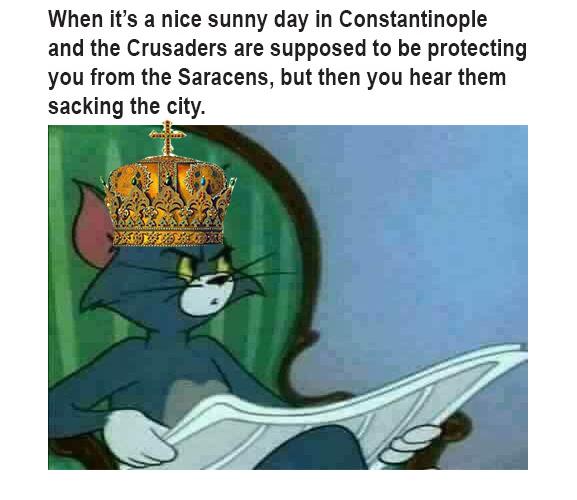 When it’s a nice sunny day in Constantinople
and the Crusaders are supposed to be protecting
you from the Saracens, but then you hear them
sacking the city.